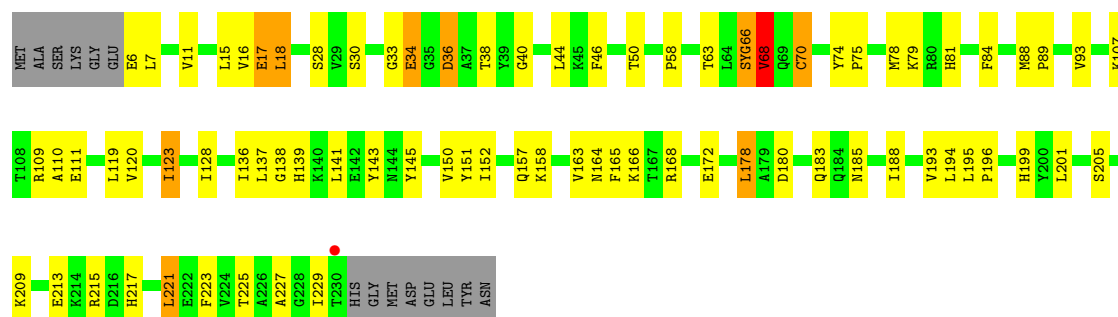 MET ALA SER LYS GLY GLU E6 L7 V11 L15 V16 E17 L18 S28 V29 S30 G33 E34 G35 D36 A37 T38 Y39 G40 L44 K45 F46 T50 P58 T63 L64 SYG66 V68 Q69 C70 Y74 P75 M78 K79 R80 H81 F84 M88 P89 V93 K107
T108 R109 A110 E111 L119 V120 I123 I128 I136 L137 G138 H139 K140 L141 E142 Y143 N144 Y145 V150 Y151 I152 Q157 K158 V163 N164 F165 K166 T167 R168 E172 L178 A179 D180 Q183 Q184 N185 I188 V193 L194 L195 P196 H199 Y200 L201 S205
K209 E213 K214 R215 D216 H217 L221 E222 F223 V224 T225 A226 A227 G228 I229 T230 HIS GLY MET ASP GLU LEU TYR ASN